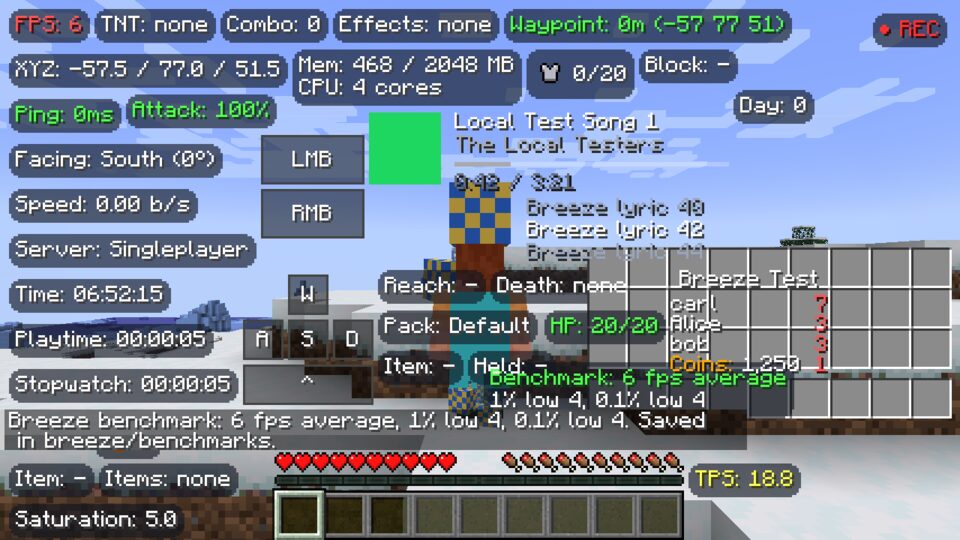 FPS: 6
TNT: none
Combo: 0
Effects: none
Waypoint: 0m (-57 77 51)
REC
XYZ: -57.5 / 77.0 / 51.5
Mem: 468 / 2048 MB
CPU: 4 cores
0/20
Block: -
Day: 0
Ping: 0ms
Attack: 100%
Local Test Song 1
The Local Testers
0:42 / 3:21
Facing: South (0°)
LMB
Speed: 0.00 b/s
RMB
Breeze lyric 40
Breeze lyric 42
Breeze lyric 44
Server: Singleplayer
Time: 06:52:15
W
Reach: -
Death: none
Breeze Test
carl 7
Alice 3
bob 3
Coins: 1,250 1
Playtime: 00:00:05
A
S
D
Pack: Default
HP: 20/20
Item: -
Held: -
Stopwatch: 00:00:05
^
Benchmark: 6 fps average
1% low 4, 0.1% low 4
Breeze benchmark: 6 fps average, 1% low 4, 0.1% low 4. Saved
in breeze/benchmarks.
Item: -
Items: none
TPS: 18.8
Saturation: 5.0